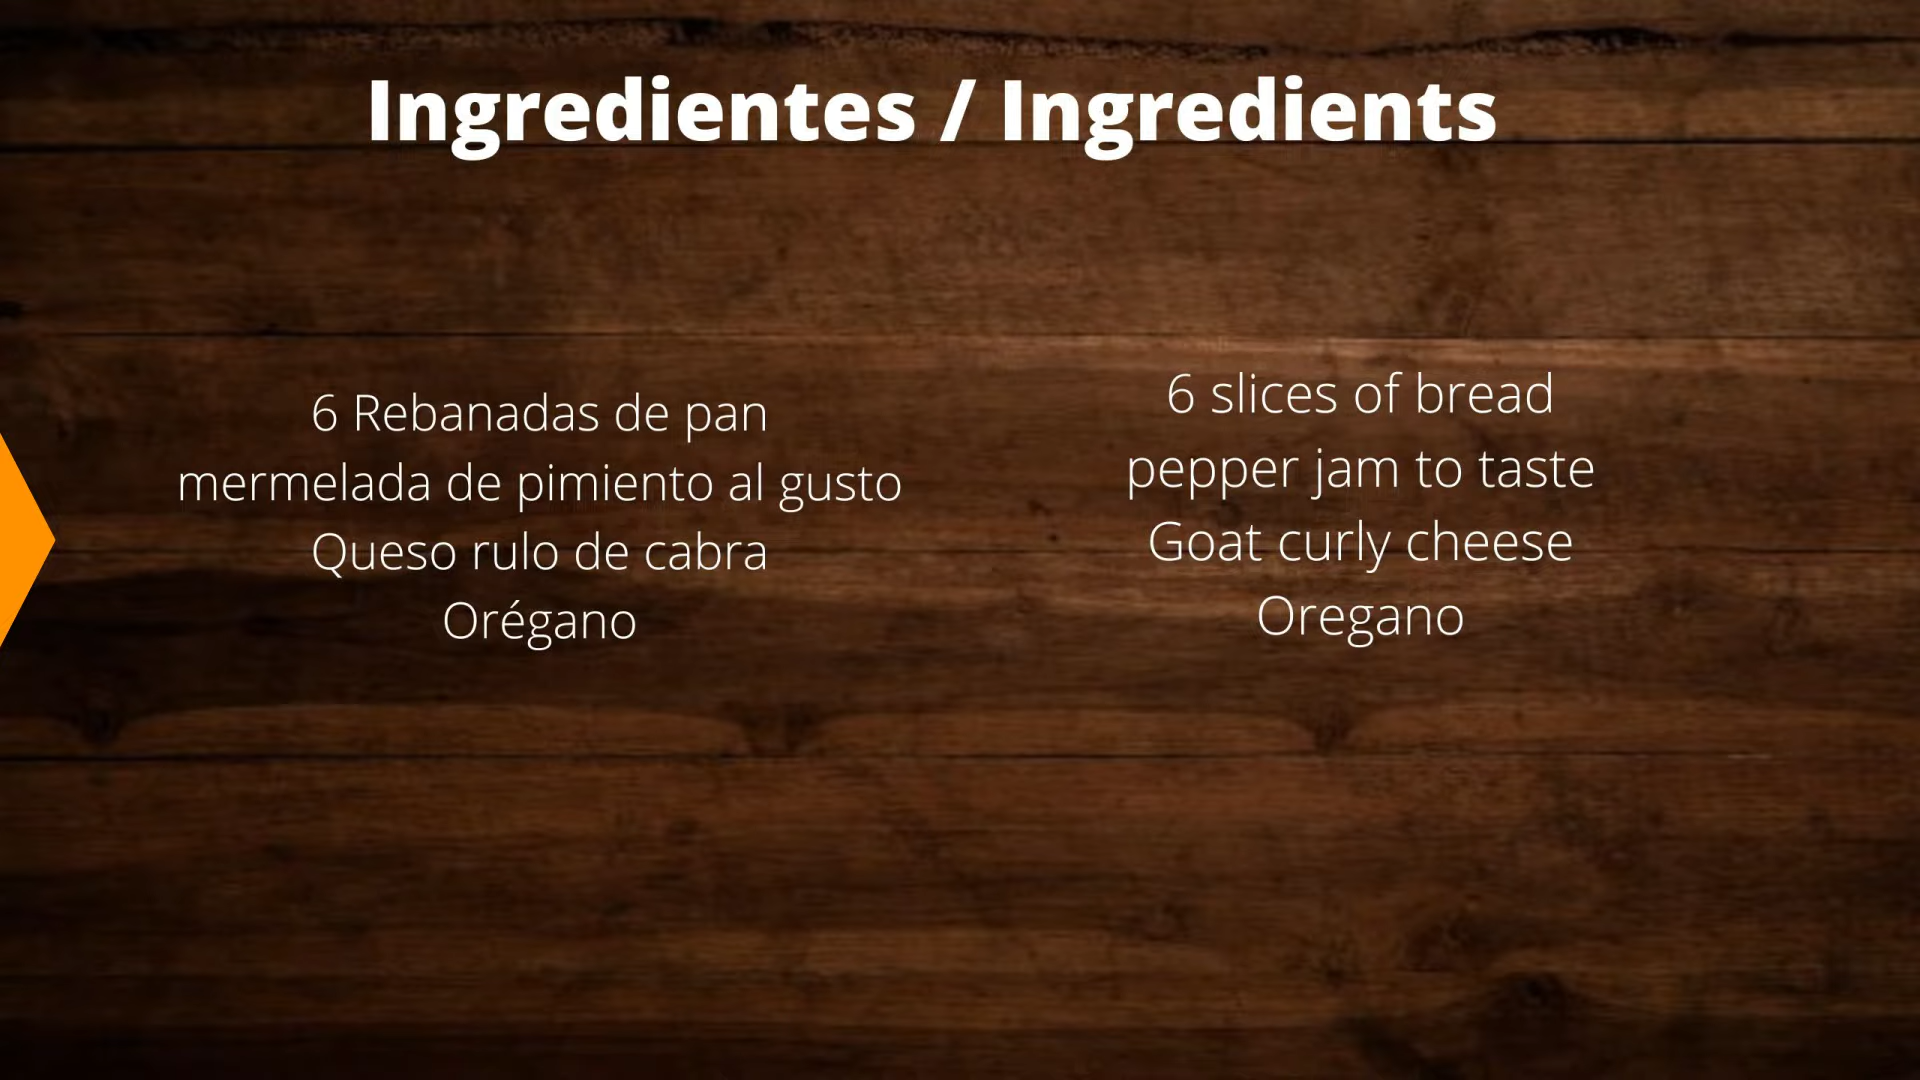 Ingredientes / Ingredients
6 Rebanadas de pan
mermelada de pimiento al gusto
Queso rulo de cabra
Orégano
6 slices of bread
pepper jam to taste
Goat curly cheese
Oregano